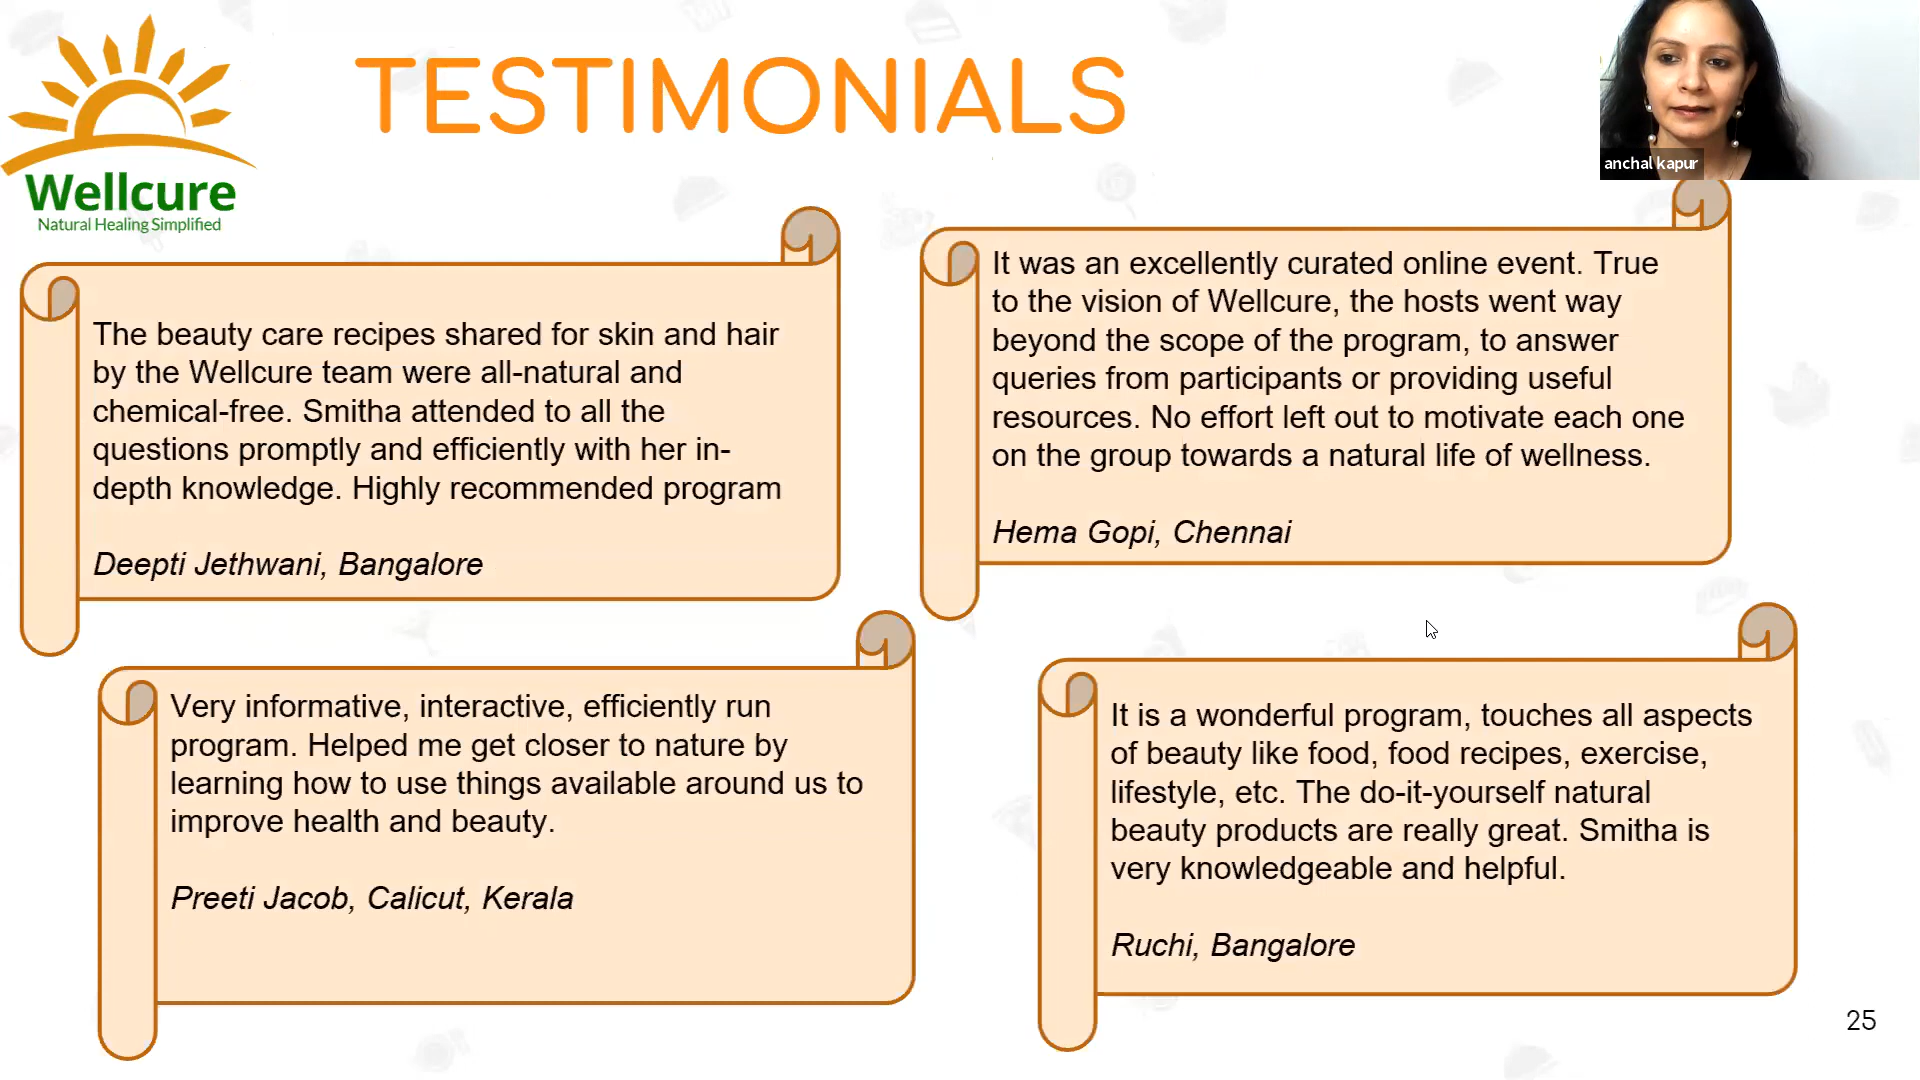 TESTIMONIALS
Wellcure
Natural Healing Simplified
anchal kapur
The beauty care recipes shared for skin and hair
by the Wellcure team were all-natural and
chemical-free. Smitha attended to all the
questions promptly and efficiently with her in-
depth knowledge. Highly recommended program
Deepti Jethwani, Bangalore
It was an excellently curated online event. True
to the vision of Wellcure, the hosts went way
beyond the scope of the program, to answer
queries from participants or providing useful
resources. No effort left out to motivate each one
on the group towards a natural life of wellness.
Hema Gopi, Chennai
Very informative, interactive, efficiently run
program. Helped me get closer to nature by
learning how to use things available around us to
improve health and beauty.
Preeti Jacob, Calicut, Kerala
It is a wonderful program, touches all aspects
of beauty like food, food recipes, exercise,
lifestyle, etc. The do-it-yourself natural
beauty products are really great. Smitha is
very knowledgeable and helpful.
Ruchi, Bangalore
25